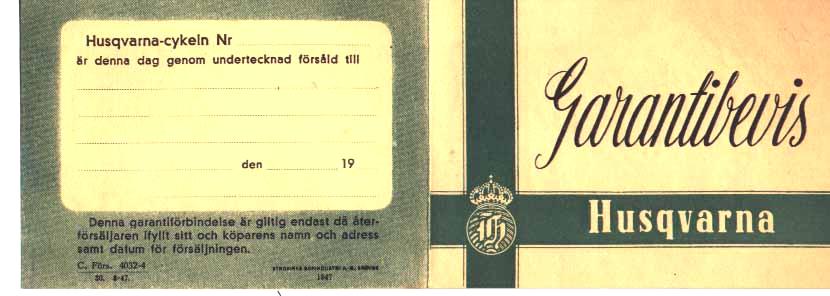 Husqvarna-cykeln Nr
är denna dag genom undertecknad försåld till
den 19
Denna garantiförbindelse är giltig endast då åter-
försäljaren ifyllt sitt och köparens namn och adress
samt datum för försäljningen.
C. Förs. 4032-4
1947
Garantibevis
Husqvarna